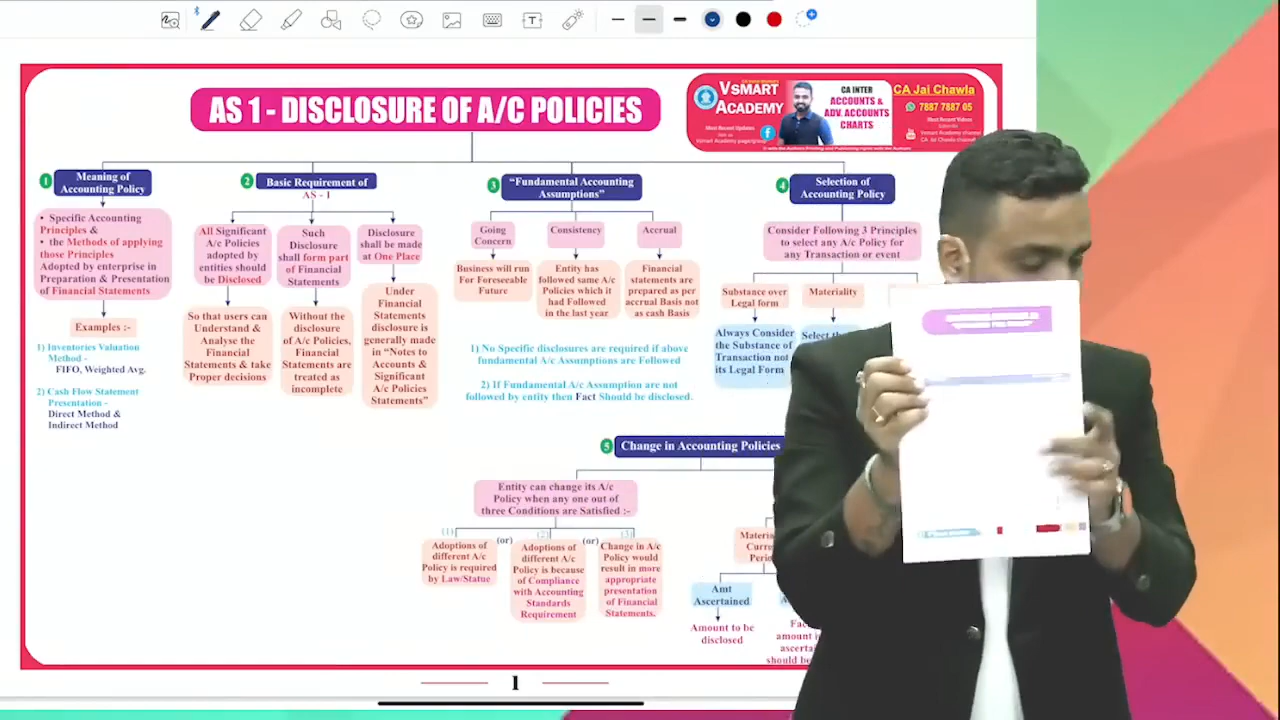 AS 1 - DISCLOSURE OF A/C POLICIES
VSMART
ACADEMY
CA INTER
ACCOUNTS &
ADV. ACCOUNTS
CHARTS
CA Jai Chawla
7887 7887 05
1
Meaning of
Accounting Policy
• Specific Accounting
Principles &
• the Methods of applying
those Principles
Adopted by enterprise in
Preparation & Presentation
of Financial Statements
Examples :-
1) Inventories Valuation
Method -
FIFO, Weighted Avg.
2) Cash Flow Statement
Presentation -
Direct Method &
Indirect Method
2
Basic Requirement of
AS - 1
All Significant
A/c Policies
adopted by
entities should
be Disclosed
So that users can
Understand &
Analyse the
Financial
Statements & take
Proper decisions
Such
Disclosure
shall form part
of Financial
Statements
Without the
disclosure
of A/c Policies,
Financial
Statements are
treated as
incomplete
Disclosure
shall be made
at One Place
Under
Financial
Statements
disclosure is
generally made
in “Notes to
Accounts &
Significant
A/c Policies
Statements”
3
“Fundamental Accounting
Assumptions”
Going
Concern
Business will run
For Foreseeable
Future
Consistency
Entity has
followed same A/c
Policies which it
had Followed
in the last year
Accrual
Financial
statements are
prepared as per
accrual Basis not
as cash Basis
1) No Specific disclosures are required if above
fundamental A/c Assumptions are Followed
2) If Fundamental A/c Assumption are not
followed by entity then Fact Should be disclosed.
4
Selection of
Accounting Policy
Consider Following 3 Principles
to select any A/c Policy for
any Transaction or event
Substance over
Legal form
Always Consider
the Substance of
Transaction not
its Legal Form
Materiality
Select the
5
Change in Accounting Policies
Entity can change its A/c
Policy when any one out of
three Conditions are Satisfied :-
(1)
Adoptions of
different A/c
Policy is required
by Law/Statue
(or)
(2)
Adoptions of
different A/c
Policy is because
of Compliance
with Accounting
Standards
Requirement
(or)
(3)
Change in A/c
Policy would
result in more
appropriate
presentation
of Financial
Statements.
Amt
Ascertained
Amount to be
disclosed
amount
should be
1